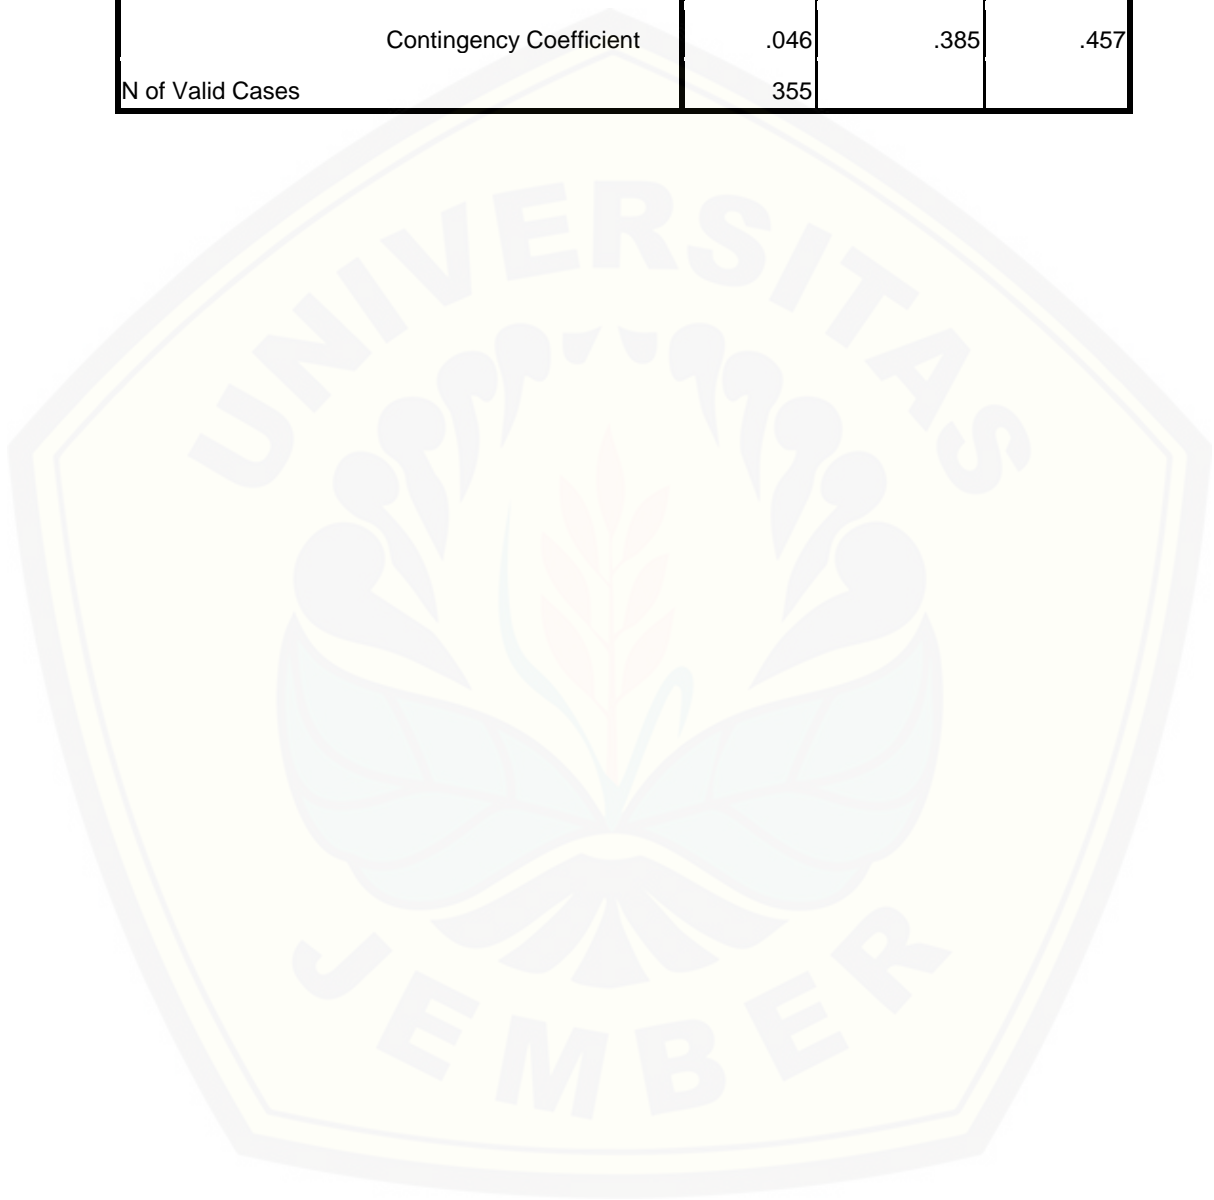 Contingency Coefficient .046 .385 .457
N of Valid Cases 355
UNIVERSITAS
JEMBER